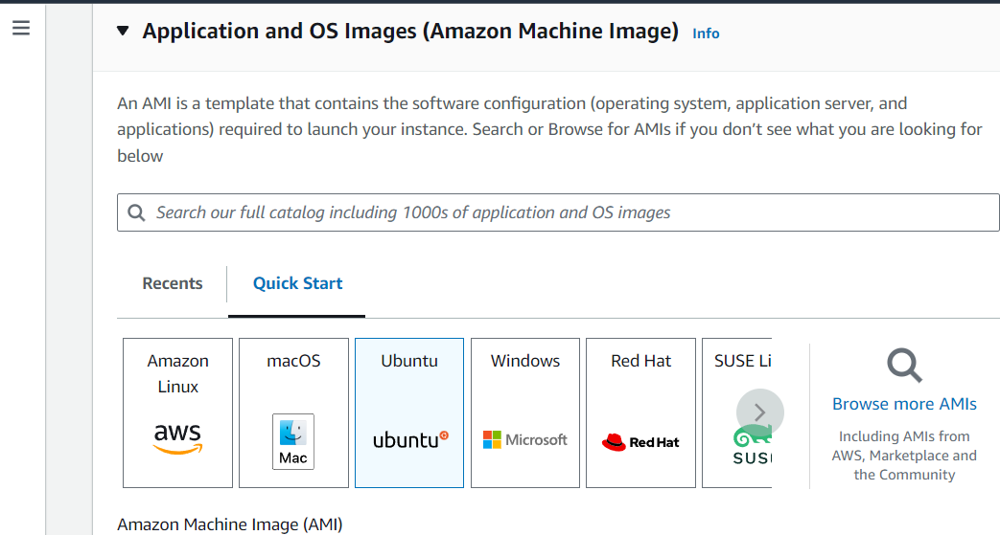 Application and OS Images (Amazon Machine Image) Info
An AMI is a template that contains the software configuration (operating system, application server, and
applications) required to launch your instance. Search or Browse for AMIs if you don’t see what you are looking for
below
Search our full catalog including 1000s of application and OS images
Recents
Quick Start
Amazon
Linux
aws
macOS
Mac
Ubuntu
ubuntu
Windows
Microsoft
Red Hat
Red Hat
SUSE Li
SUS
Browse more AMIs
Including AMIs from
AWS, Marketplace and
the Community
Amazon Machine Image (AMI)